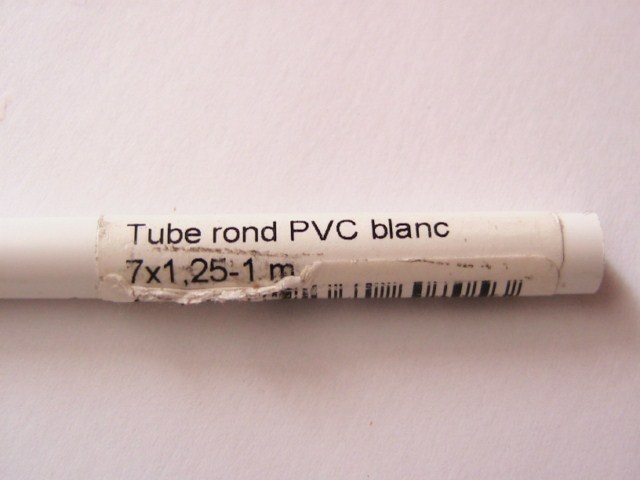 Tube rond PVC blanc
7x1,25-1 m